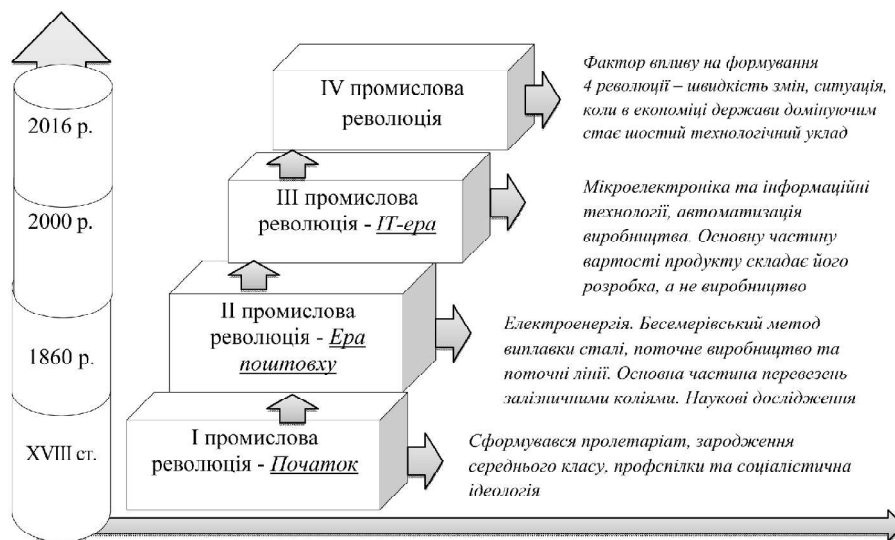 2016 р.
IV промислова
революція
Фактор впливу на формування
4 революції – швидкість змін, ситуація,
коли в економіці держави домінуючим
стає шостий технологічний уклад
2000 р.
III промислова
революція - ІТ-ера
Мікроелектроніка та інформаційні
технології, автоматизація
виробництва. Основну частину
вартості продукту складає його
розробка, а не виробництво
1860 р.
II промислова
революція - Ера
поштовху
Електроенергія. Бесемерівський метод
виплавки сталі, поточне виробництво та
поточні лінії. Основна частина перевезень
залізничними коліями. Наукові дослідження
XVIII ст.
I промислова
революція - Початок
Сформувався пролетаріат, зародження
середнього класу, профспілки та соціалістична
ідеологія